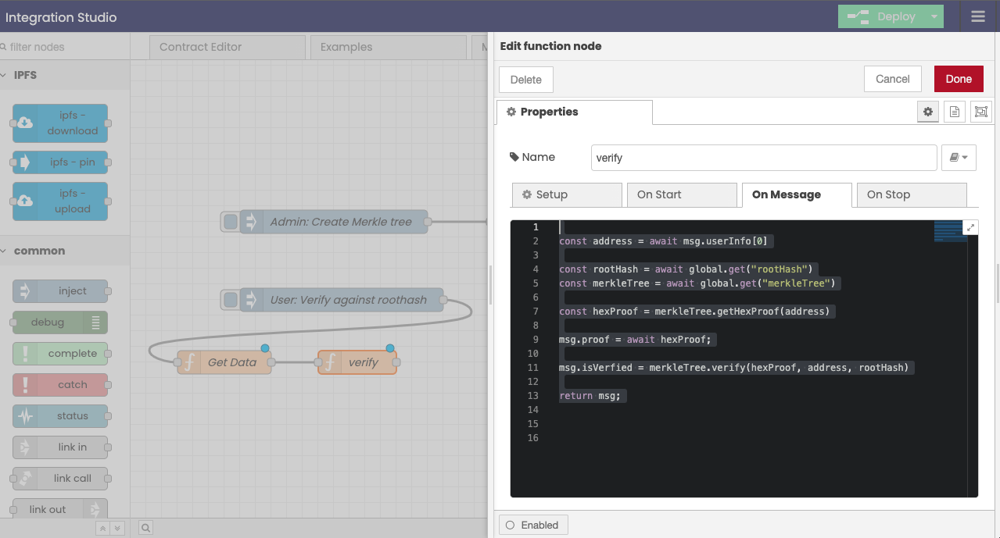 Integration Studio
Deploy
filter nodes
Contract Editor
Examples
IPFS
ipfs -
download
ipfs - pin
ipfs -
upload
common
inject
debug
complete
catch
status
link in
link call
link out
Admin: Create Merkle tree
User: Verify against roothash
Get Data
verify
Edit function node
Delete
Cancel
Done
Properties
Name
verify
Setup
On Start
On Message
On Stop
1
2 const address = await msg.userInfo[0]
3
4 const rootHash = await global.get("rootHash")
5 const merkleTree = await global.get("merkleTree")
6
7 const hexProof = merkleTree.getHexProof(address)
8
9 msg.proof = await hexProof;
10
11 msg.isVerfied = merkleTree.verify(hexProof, address, rootHash)
12
13 return msg;
14
15
16
Enabled